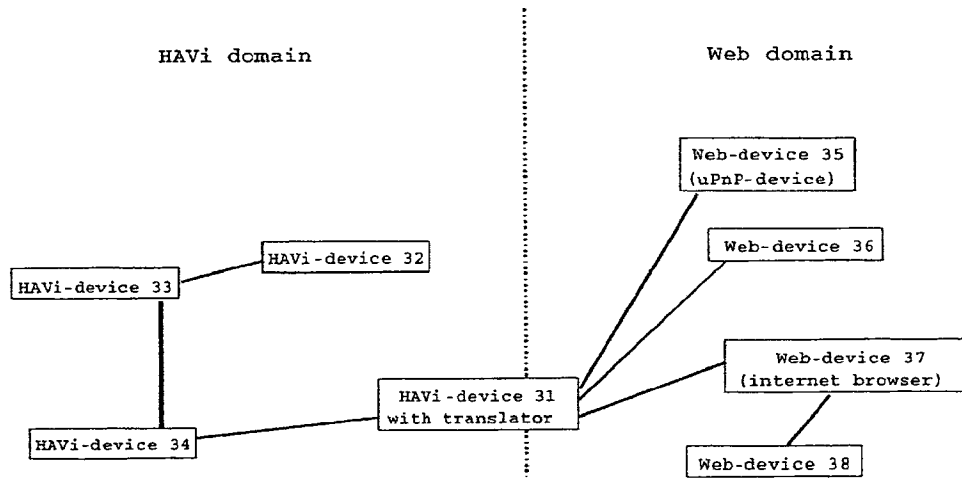 HAVi domain
Web domain
Web-device 35
(uPnP-device)
Web-device 36
HAVi-device 32
HAVi-device 33
Web-device 37
(internet browser)
HAVi-device 31
with translator
HAVi-device 34
Web-device 38